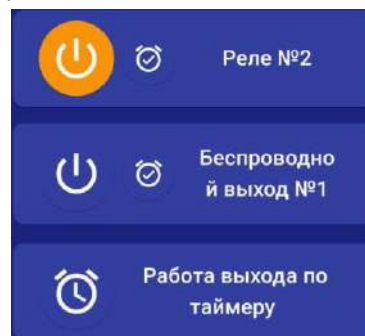 Реле №2
Беспроводно
й выход №1
Работа выхода по
таймеру